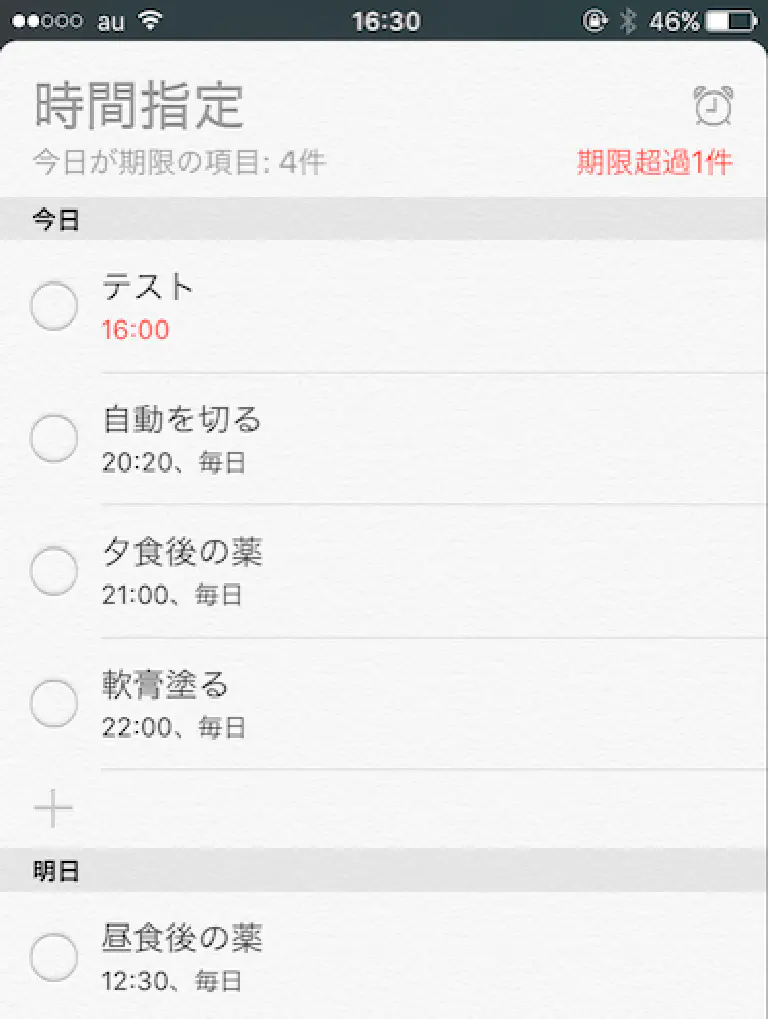 au 16:30 46%
時間指定
今日が期限の項目: 4件 期限超過1件
今日
テスト
16:00
自動を切る
20:20、毎日
夕食後の薬
21:00、毎日
軟膏塗る
22:00、毎日
明日
昼食後の薬
12:30、毎日